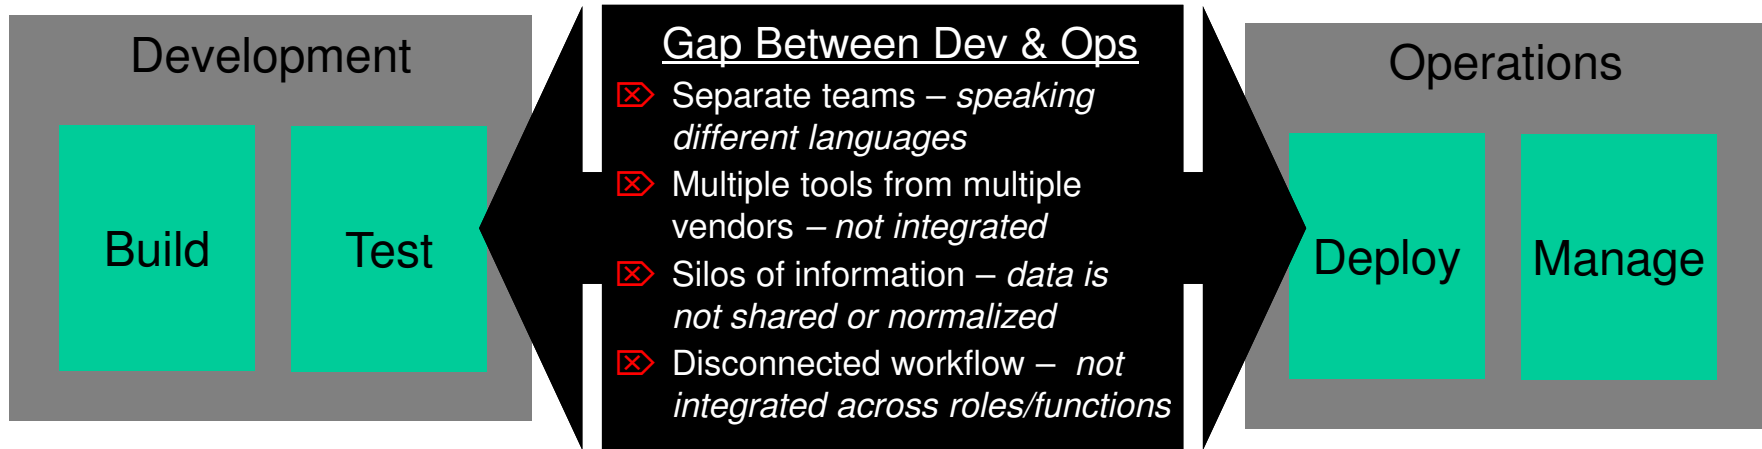 Development
Build
Test
Gap Between Dev & Ops
Separate teams – speaking
different languages
Multiple tools from multiple
vendors – not integrated
Silos of information – data is
not shared or normalized
Disconnected workflow –  not
integrated across roles/functions
Operations
Deploy
Manage